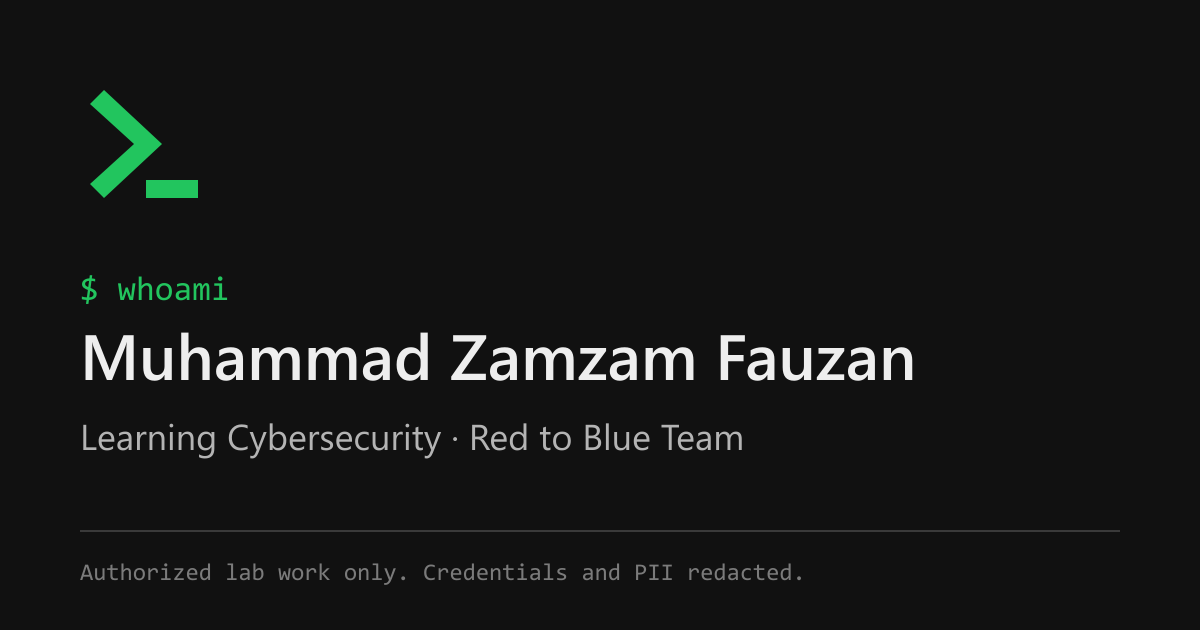 $ whoami
Muhammad Zamzam Fauzan
Learning Cybersecurity · Red to Blue Team
Authorized lab work only. Credentials and PII redacted.